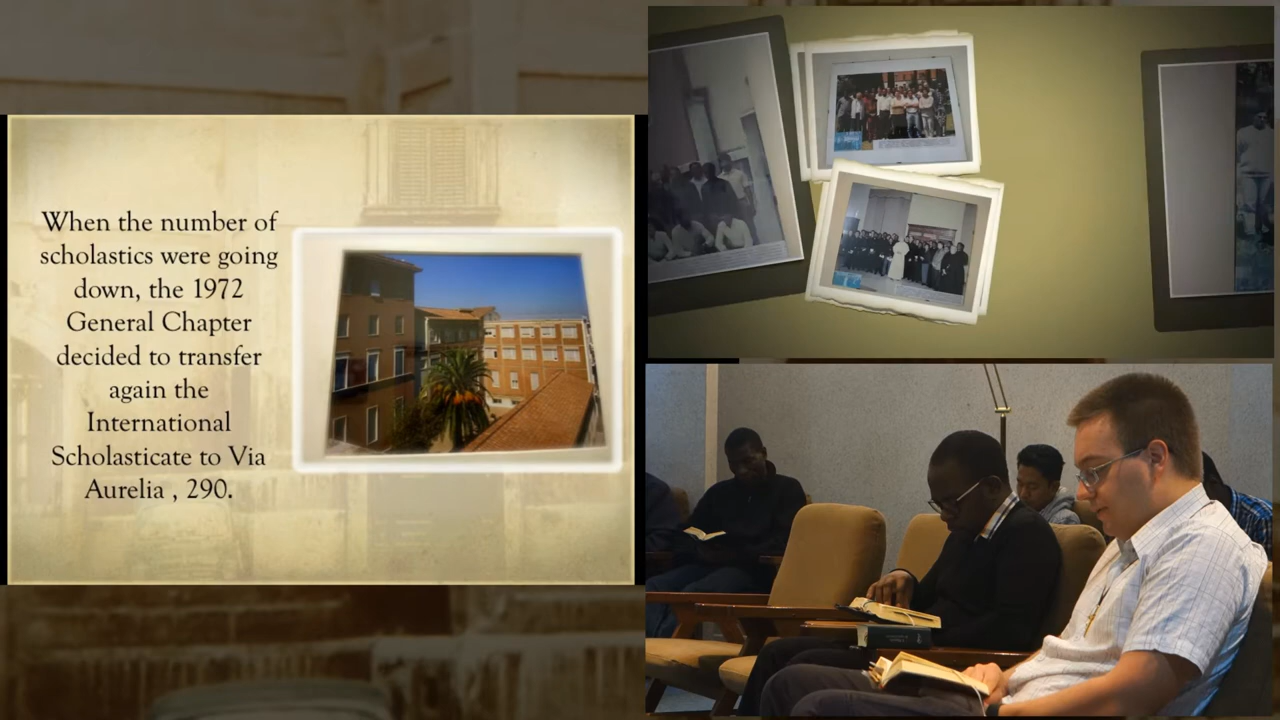 When the number of
scholastics were going
down, the 1972
General Chapter
decided to transfer
again the
International
Scholasticate to Via
Aurelia , 290.